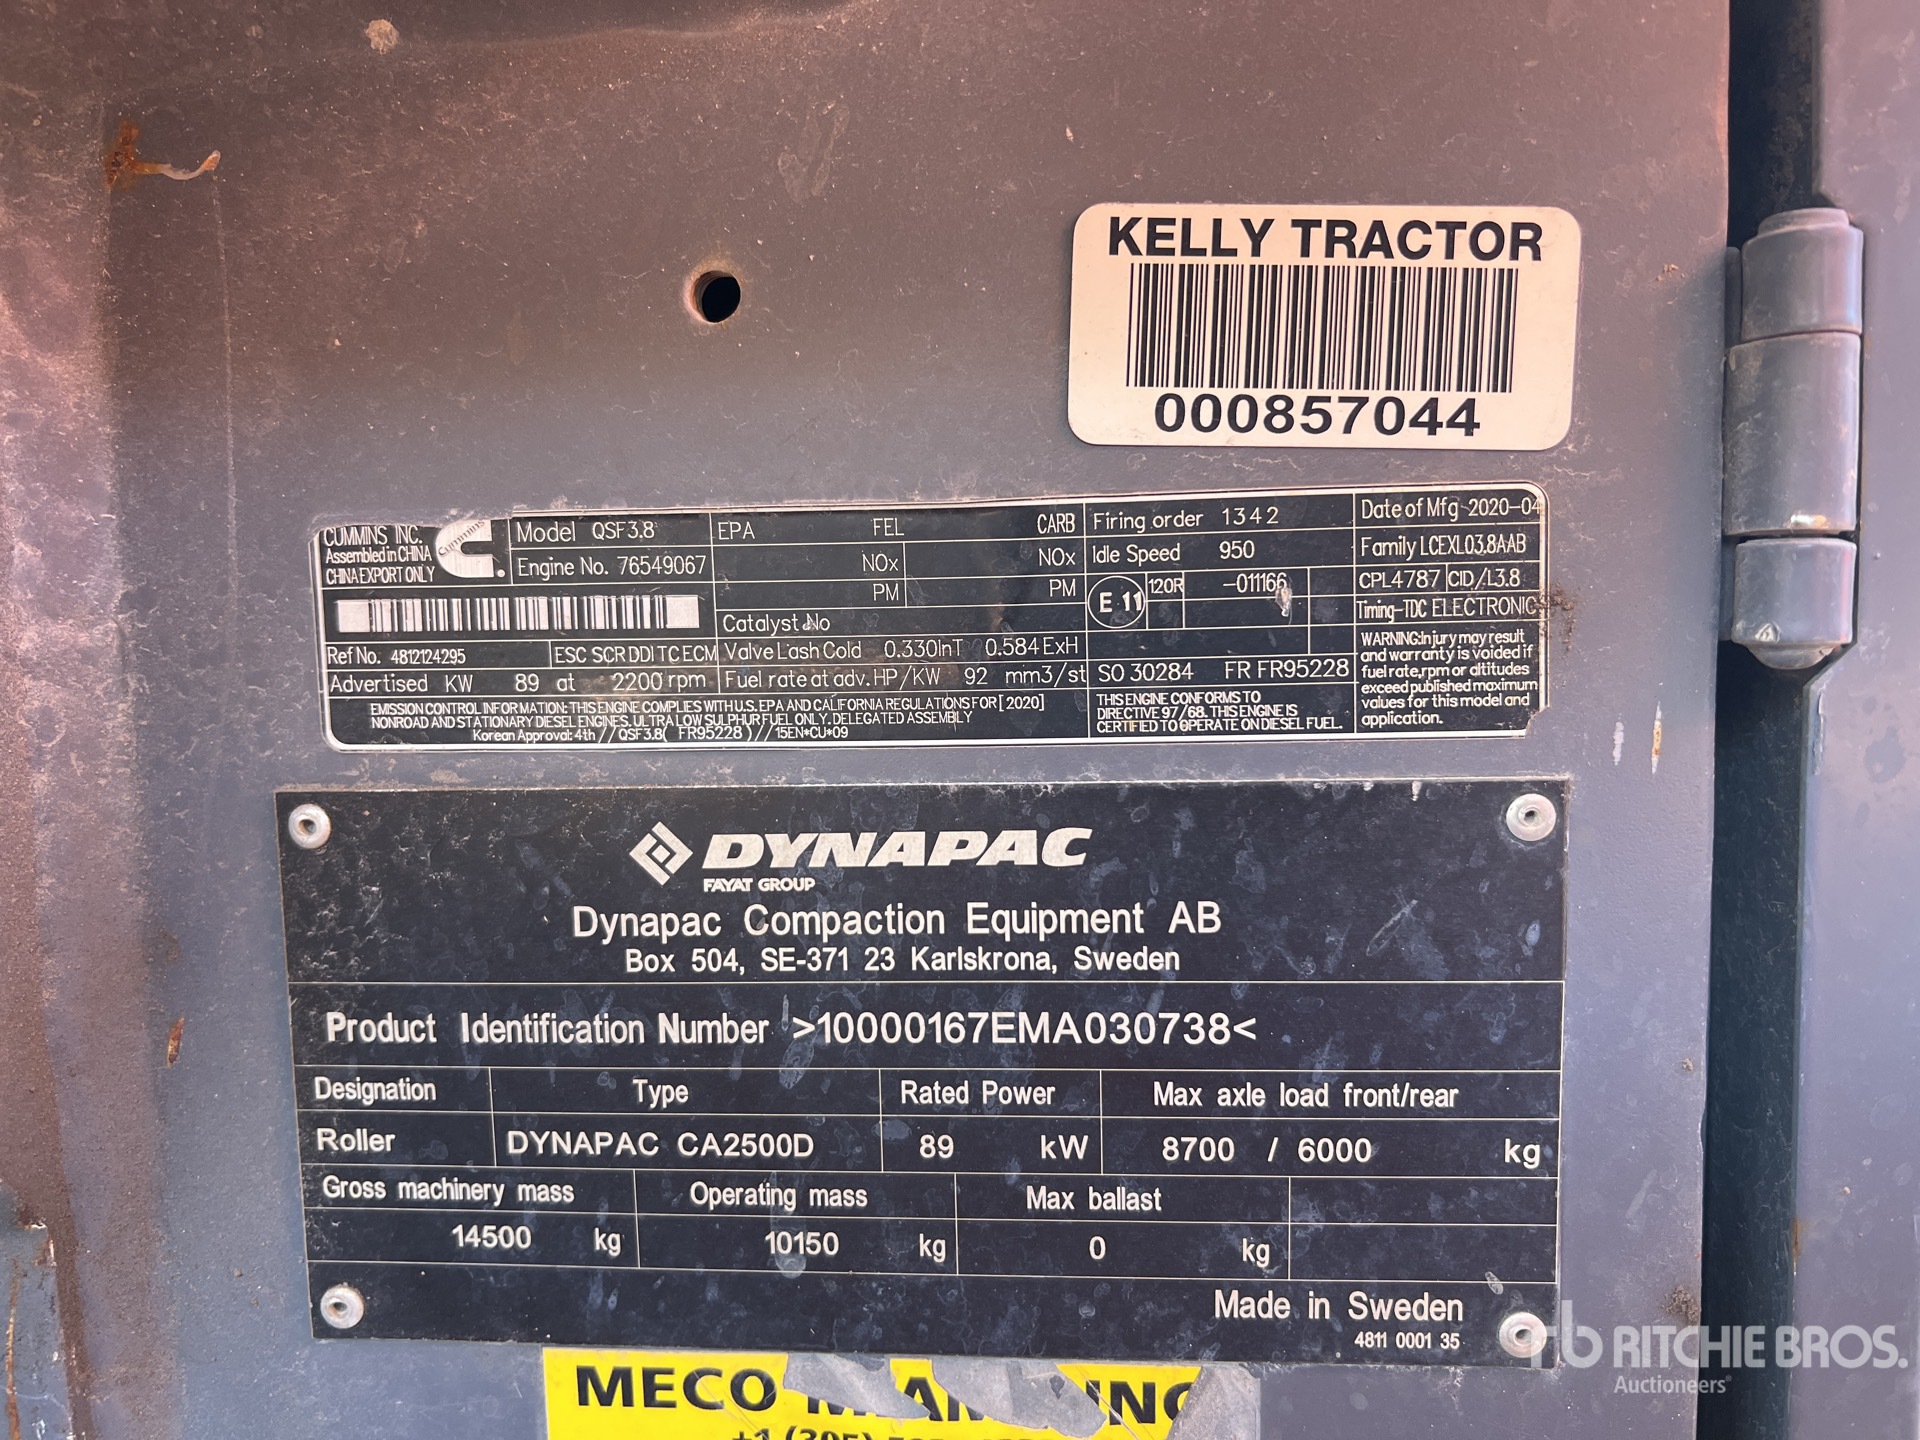 KELLY TRACTOR
000857044
CUMMINS INC.
Assembled in CHINA
CHINA EXPORT ONLY
Cummins
Model QSF3.8
Engine No. 76549067
EPA FEL CARB
NOx NOx
PM PM
Catalyst No
Firing order 1342
Idle Speed 950
E 11 120R -011166
Date of Mfg 2020-04
Family LCEXL03.8AAB
CPL4787 CID/L3.8
Timing-TDC ELECTRONIC
Ref No. 4812124295 ESC SCR DDI TC ECM
Valve Lash Cold 0.330InT 0.584ExH
Advertised KW 89 at 2200 rpm
Fuel rate at adv. HP/KW 92 mm3/st
SO 30284 FR FR95228
WARNING:Injury may result
and warranty is voided if
fuel rate,rpm or altitudes
exceed published maximum
values for this model and
application.
EMISSION CONTROL INFORMATION: THIS ENGINE COMPLIES WITH U.S. EPA AND CALIFORNIA REGULATIONS FOR [2020]
NONROAD AND STATIONARY DIESEL ENGINES. ULTRA LOW SULPHUR FUEL ONLY. DELEGATED ASSEMBLY
Korean Approval: 4th//QSF3.8( FR95228)//15EN*CU*09
THIS ENGINE CONFORMS TO
DIRECTIVE 97/68. THIS ENGINE IS
CERTIFIED TO OPERATE ON DIESEL FUEL.
DYNAPAC
FAYAT GROUP
Dynapac Compaction Equipment AB
Box 504, SE-371 23 Karlskrona, Sweden
Product Identification Number >10000167EMA030738<
Designation Type Rated Power Max axle load front/rear
Roller DYNAPAC CA2500D 89 kW 8700 / 6000 kg
Gross machinery mass Operating mass Max ballast
14500 kg 10150 kg 0 kg
Made in Sweden
4811 0001 35
MECO
rb RITCHIE BROS.
Auctioneers